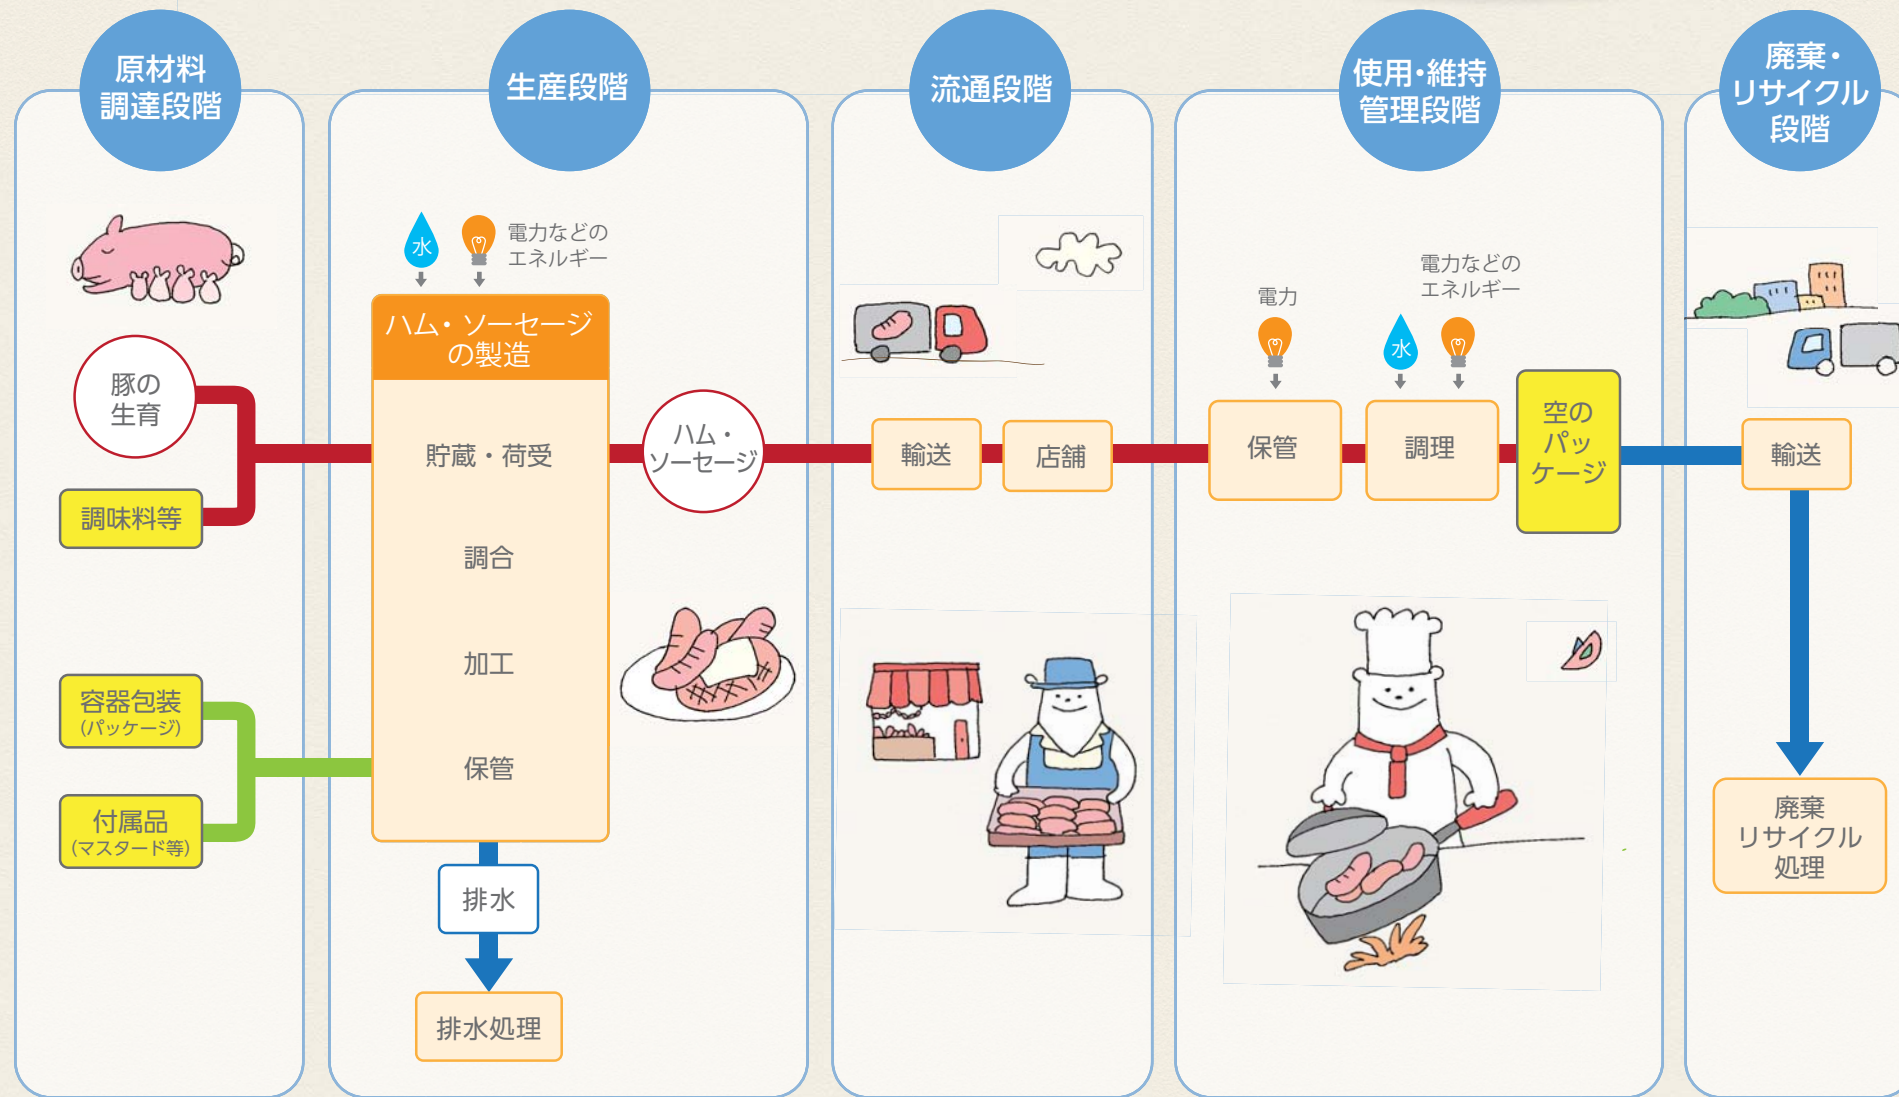 原材料
調達段階
豚の
生育
調味料等
容器包装
(パッケージ)
付属品
(マスタード等)
生産段階
水
電力などの
エネルギー
ハム・ソーセージ
の製造
貯蔵・荷受
調合
加工
保管
排水
排水処理
ハム・
ソーセージ
流通段階
輸送
店舗
使用・維持
管理段階
電力
保管
水
電力などの
エネルギー
調理
空の
パッ
ケージ
廃棄・
リサイクル
段階
輸送
廃棄
リサイクル
処理